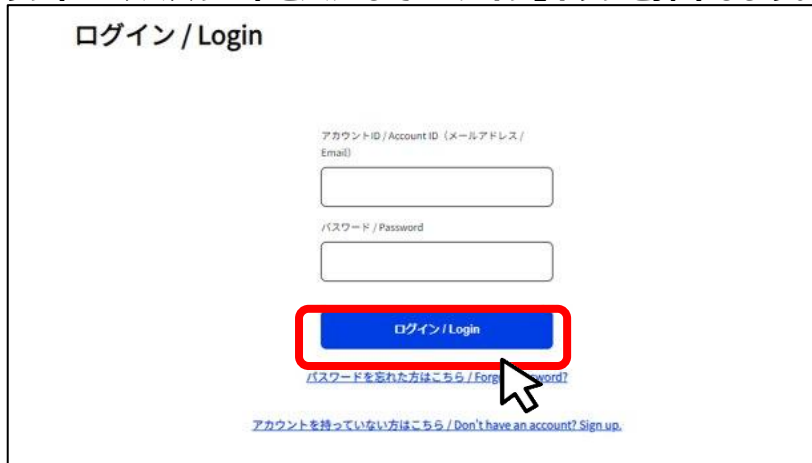 ログイン / Login
アカウントID / Account ID（メールアドレス /
Email）
パスワード / Password
ログイン / Login
パスワードを忘れた方はこちら / Forg
アカウントを持っていない方はこちら / Don't have an account? Sign up.